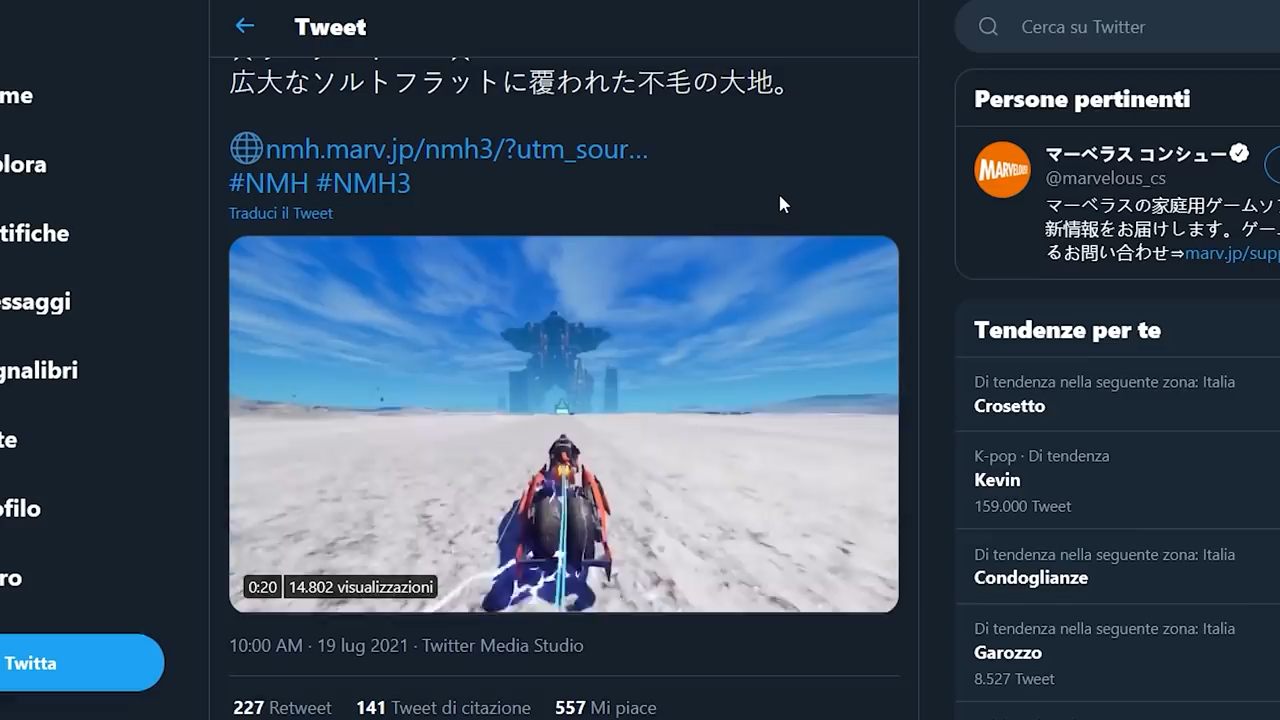 Tweet
広大なソルトフラットに覆われた不毛の大地。
nmh.marv.jp/nmh3/?utm_sour...
#NMH #NMH3
Traduci il Tweet
0:20 14.802 visualizzazioni
10:00 AM · 19 lug 2021 · Twitter Media Studio
227 Retweet 141 Tweet di citazione 557 Mi piace
me
lora
tifiche
ssaggi
gnalibri
te
ofilo
ro
Twitta
Cerca su Twitter
Persone pertinenti
MARVELOUS
マーベラス コンシュー
@marvelous_cs
マーベラスの家庭用ゲームソ
新情報をお届けします。ゲー
るお問い合わせ⇒marv.jp/sup
Tendenze per te
Di tendenza nella seguente zona: Italia
Crosetto
K-pop · Di tendenza
Kevin
159.000 Tweet
Di tendenza nella seguente zona: Italia
Condoglianze
Di tendenza nella seguente zona: Italia
Garozzo
8.527 Tweet